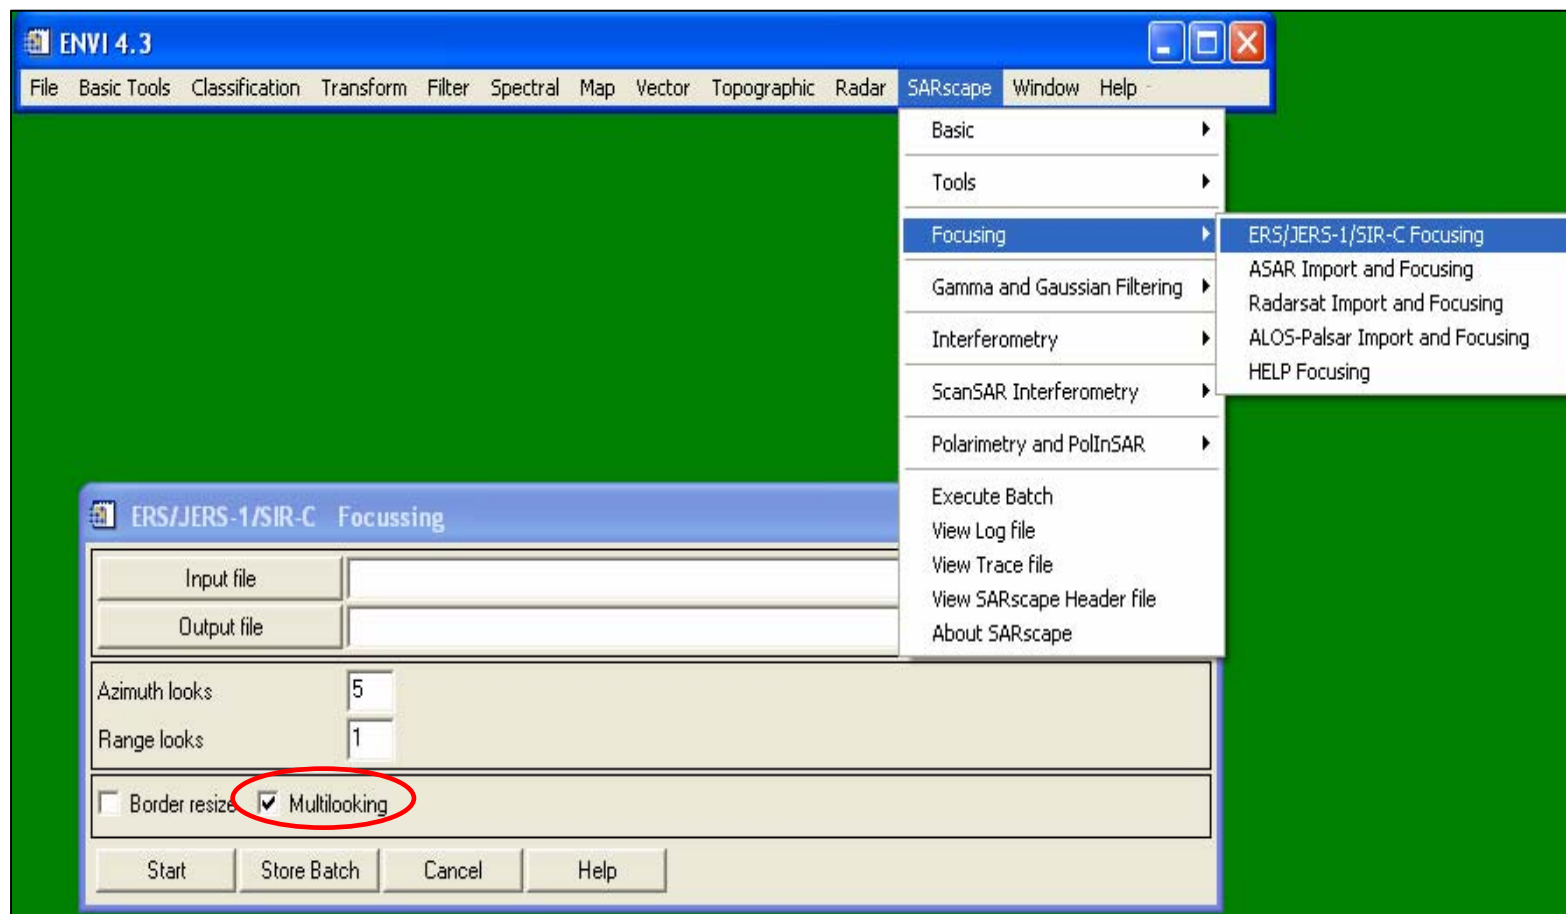 ENVI 4.3
File Basic Tools Classification Transform Filter Spectral Map Vector Topographic Radar SARscape Window Help
Basic
Tools
Focusing
Gamma and Gaussian Filtering
Interferometry
ScanSAR Interferometry
Polarimetry and PolInSAR
Execute Batch
View Log file
View Trace file
View SARscape Header file
About SARscape
ERS/JERS-1/SIR-C Focusing
ASAR Import and Focusing
Radarsat Import and Focusing
ALOS-Palsar Import and Focusing
HELP Focusing
ERS/JERS-1/SIR-C Focussing
Input file
Output file
Azimuth looks 5
Range looks 1
Border resize Multilooking
Start Store Batch Cancel Help